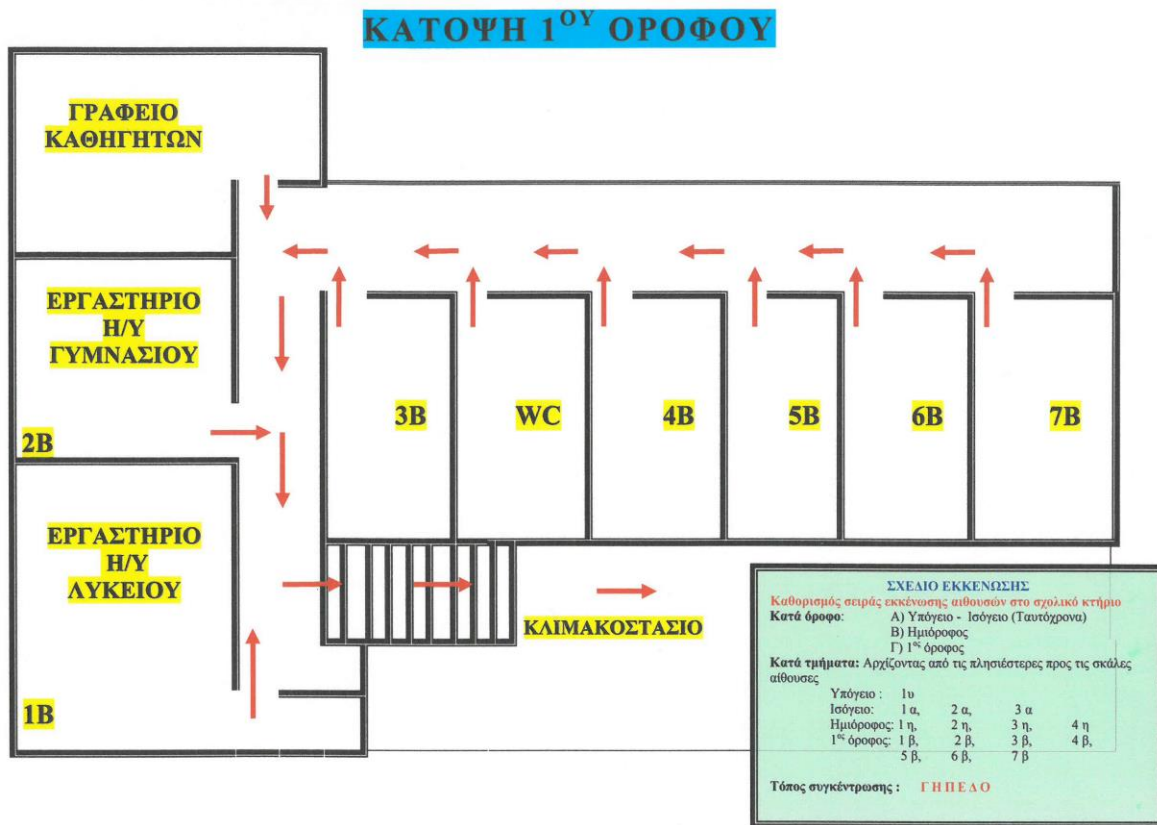 ΚΑΤΟΨΗ 1ΟΥ ΟΡΟΦΟΥ
ΓΡΑΦΕΙΟ
ΚΑΘΗΓΗΤΩΝ
ΕΡΓΑΣΤΗΡΙΟ
Η/Υ
ΓΥΜΝΑΣΙΟΥ
2Β
3Β
WC
4Β
5Β
6Β
7Β
ΕΡΓΑΣΤΗΡΙΟ
Η/Υ
ΛΥΚΕΙΟΥ
1Β
ΚΛΙΜΑΚΟΣΤΑΣΙΟ
ΣΧΕΔΙΟ ΕΚΚΕΝΩΣΗΣ
Καθορισμός σειράς εκκένωσης αιθουσών στο σχολικό κτήριο
Κατά όροφο: Α) Υπόγειο - Ισόγειο (Ταυτόχρονα)
Β) Ημιόροφος
Γ) 1ος όροφος
Κατά τμήματα: Αρχίζοντας από τις πλησιέστερες προς τις σκάλες
αίθουσες
Υπόγειο : 1υ
Ισόγειο: 1 α, 2 α, 3 α
Ημιόροφος: 1 η, 2 η, 3 η, 4 η
1ος όροφος: 1 β, 2 β, 3 β, 4 β,
5 β, 6 β, 7 β
Τόπος συγκέντρωσης : ΓΗΠΕΔΟ